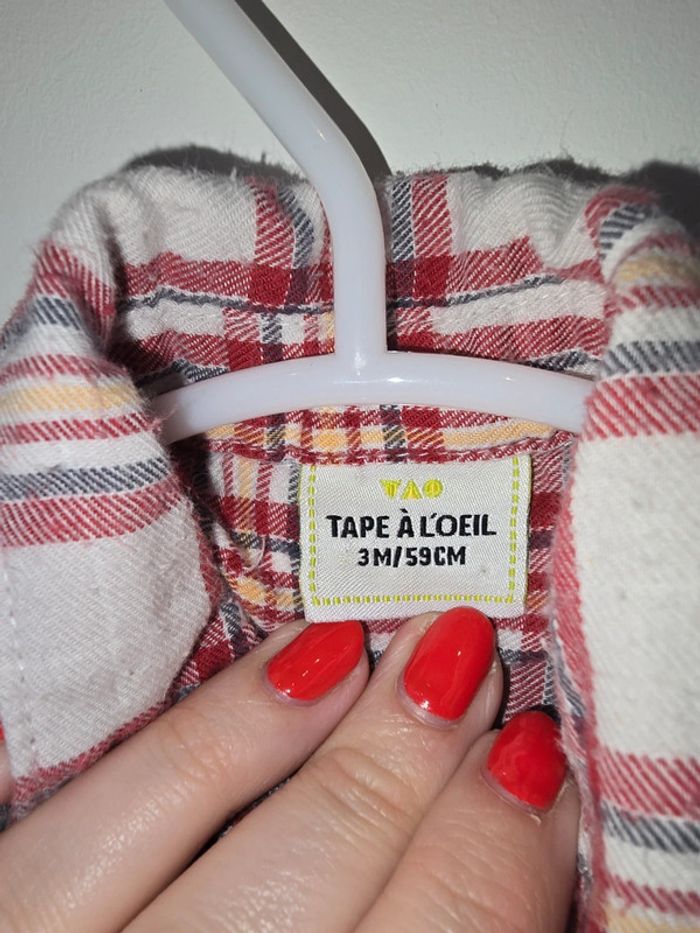 TAO
TAPE À L'OEIL
3M/59CM